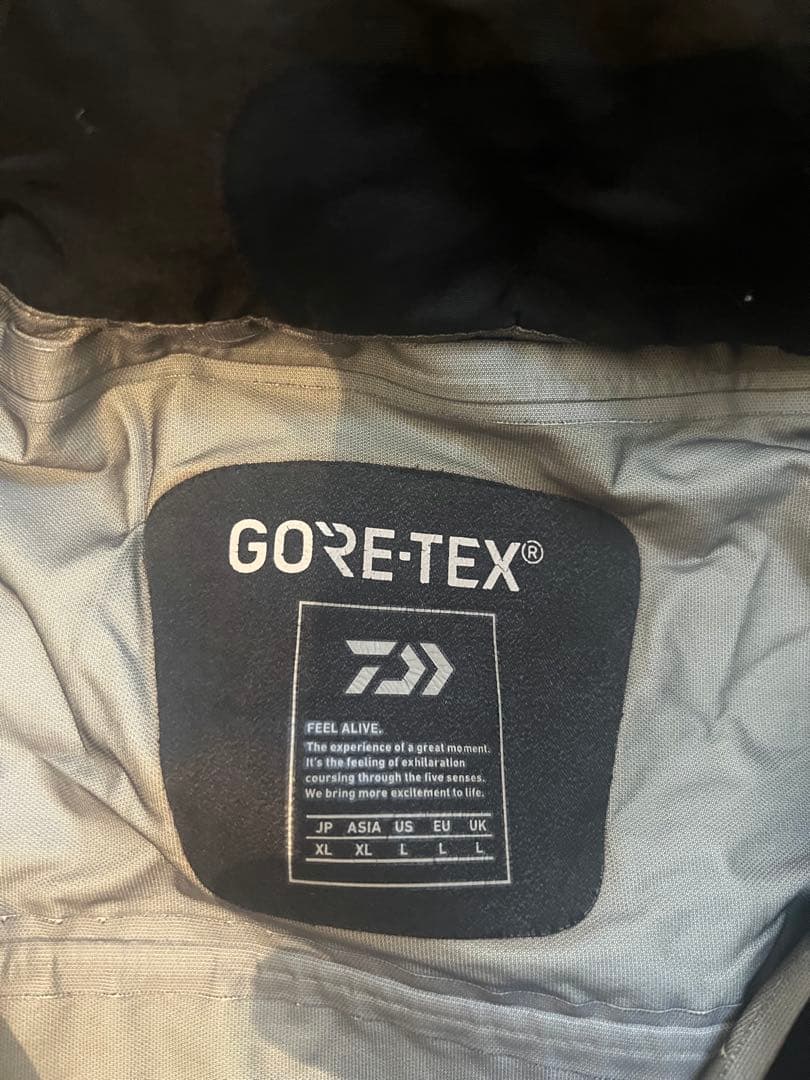 GORE-TEX®
FEEL ALIVE.
The experience of a great moment.
It's the feeling of exhilaration
coursing through the five senses.
We bring more excitement to life.
JP ASIA US EU UK
XL XL L L L